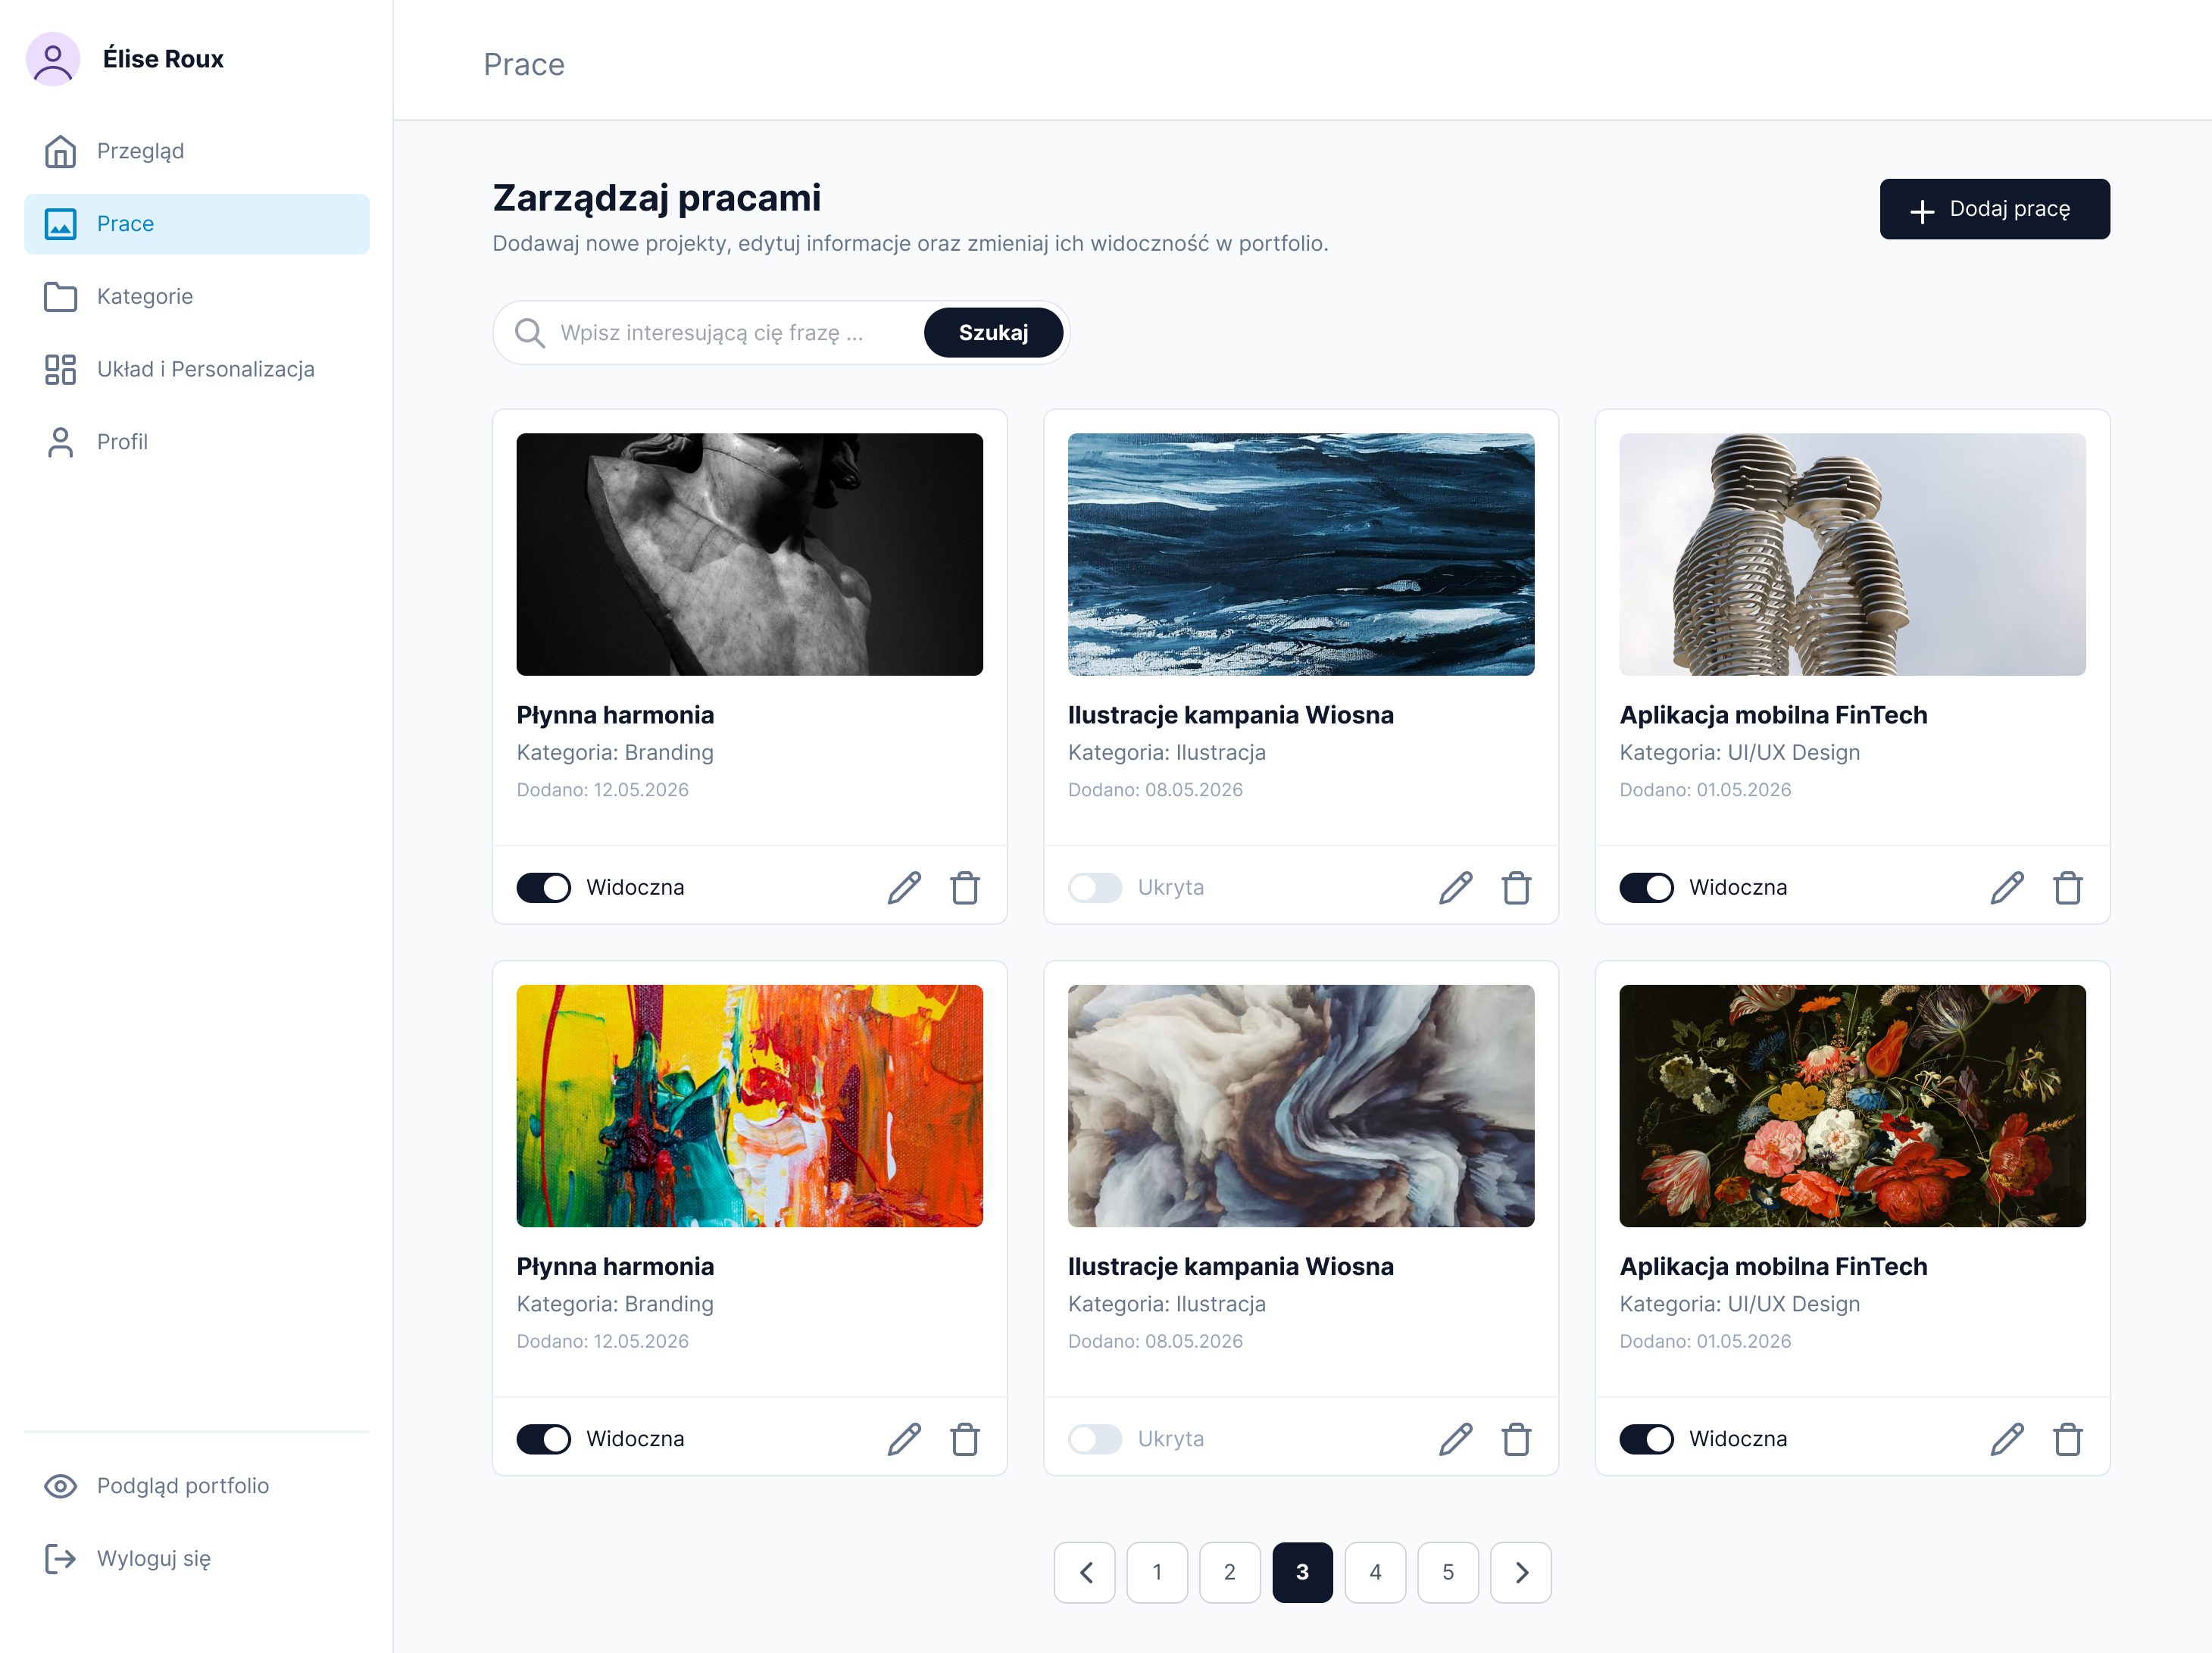 Élise Roux
Przegląd
Prace
Kategorie
Układ i Personalizacja
Profil
Podgląd portfolio
Wyloguj się
Prace
Zarządzaj pracami
Dodawaj nowe projekty, edytuj informacje oraz zmieniaj ich widoczność w portfolio.
Dodaj pracę
Wpisz interesującą cię frazę ...
Szukaj
Płynna harmonia
Kategoria: Branding
Dodano: 12.05.2026
Widoczna
Ilustracje kampania Wiosna
Kategoria: Ilustracja
Dodano: 08.05.2026
Ukryta
Aplikacja mobilna FinTech
Kategoria: UI/UX Design
Dodano: 01.05.2026
Widoczna
Płynna harmonia
Kategoria: Branding
Dodano: 12.05.2026
Widoczna
Ilustracje kampania Wiosna
Kategoria: Ilustracja
Dodano: 08.05.2026
Ukryta
Aplikacja mobilna FinTech
Kategoria: UI/UX Design
Dodano: 01.05.2026
Widoczna
1 2 3 4 5